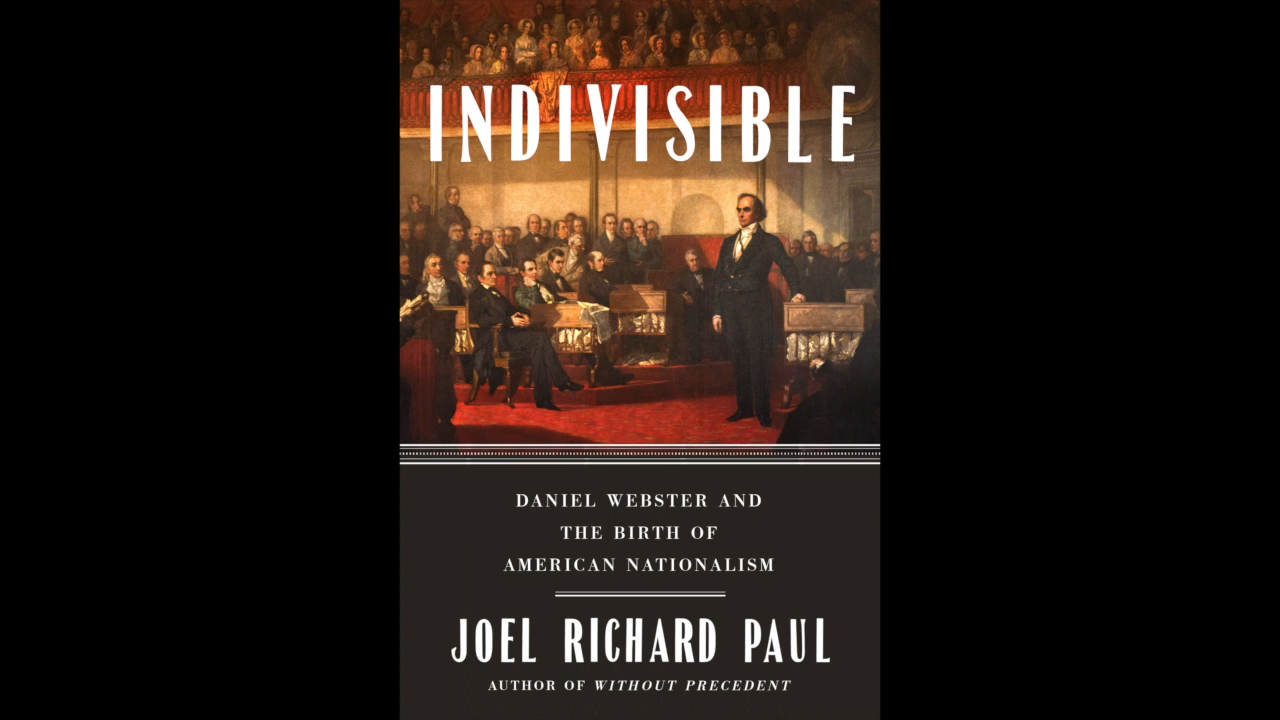 INDIVISIBLE
DANIEL WEBSTER AND
THE BIRTH OF
AMERICAN NATIONALISM
JOEL RICHARD PAUL
AUTHOR OF WITHOUT PRECEDENT